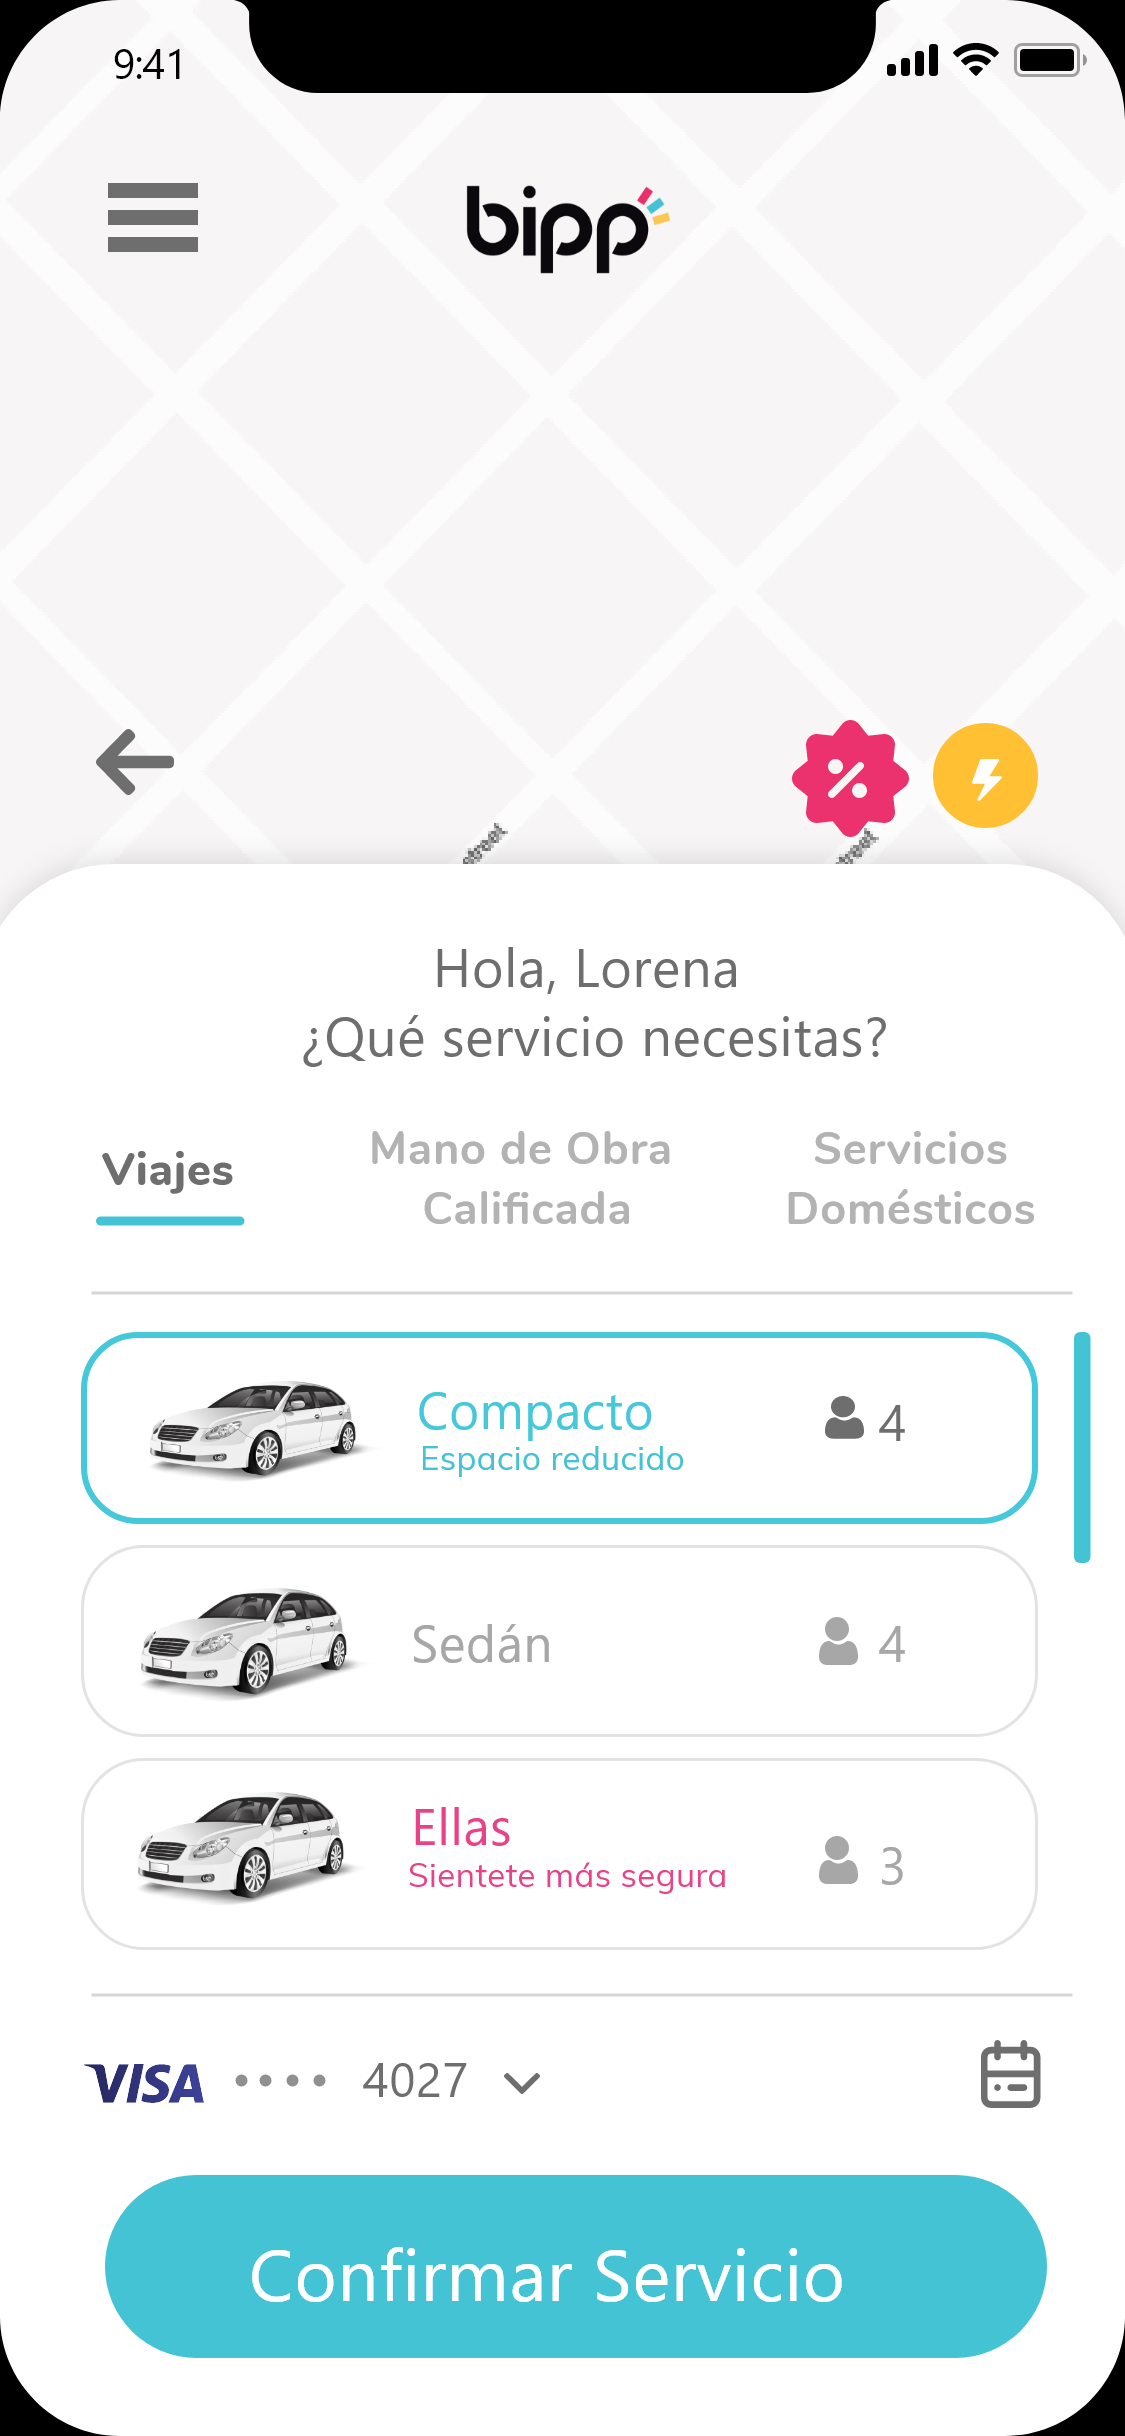 9:41
bipp
Hola, Lorena
¿Qué servicio necesitas?
Viajes
Mano de Obra
Calificada
Servicios
Domésticos
Compacto
Espacio reducido
4
Sedán
4
Ellas
Sientete más segura
3
VISA •••• 4027
Confirmar Servicio